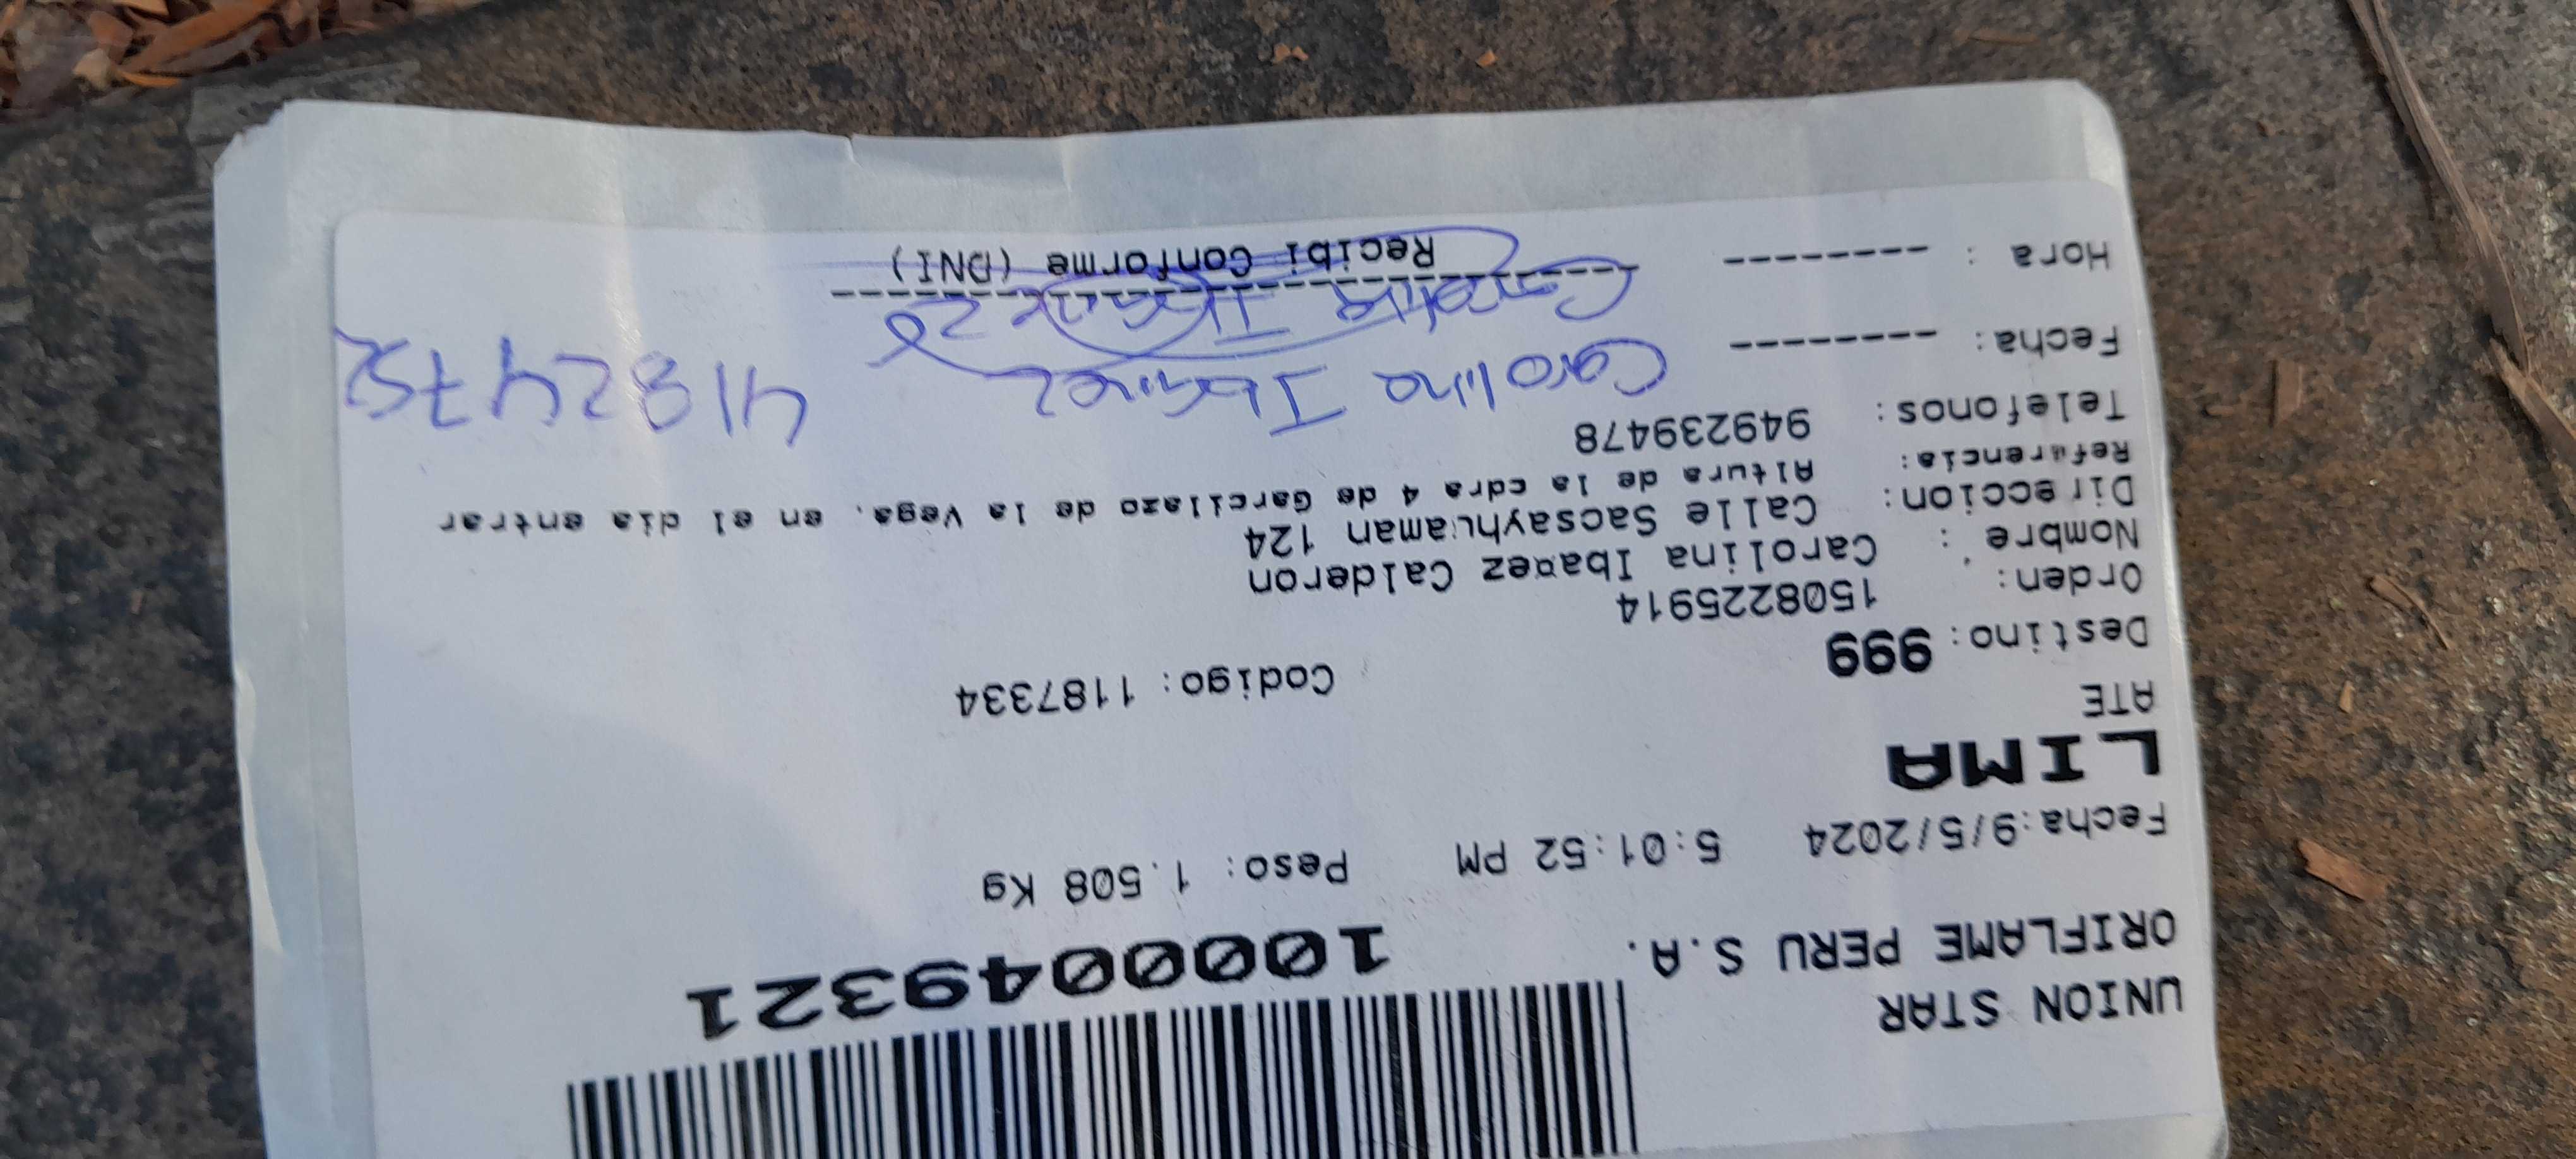 UNION STAR
ORIFLAME PERU S.A.
1000049321
Fecha:9/5/2024 5:01:52 PM Peso: 1.508 Kg
LIMA
ATE
Destino: 999 Codigo: 1187334
Orden: 1508225914
Nombre : Carolina Iba¤ez Calderon
Direccion: Calle Sacsayhuaman 124
Referencia: Altura de la cdra 4 de Garcilazo de la Vega. en el dia entrar
Telefonos: 949239478
Carolina Ibañez 41824752
Fecha: --------
Hora : --------
Recibi Conforme (DNI)